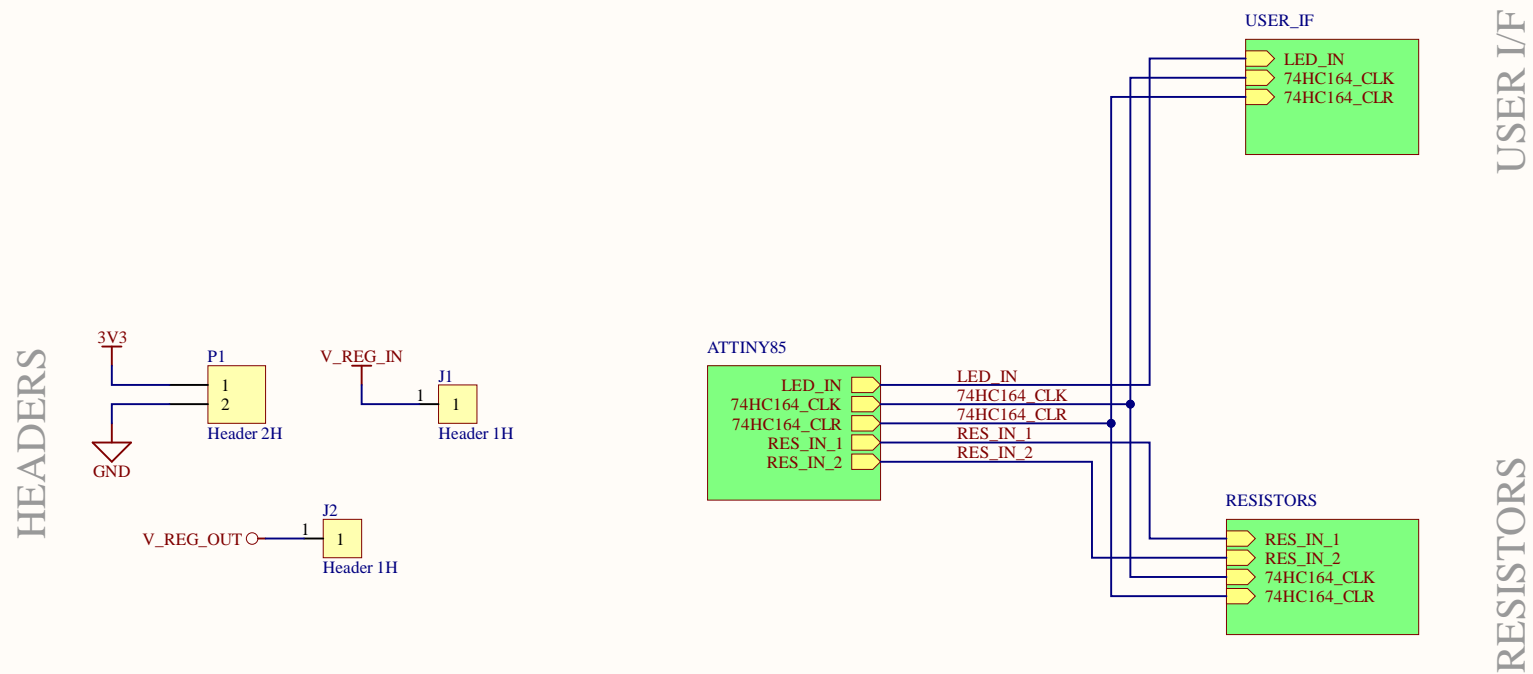 USER_IF
LED_IN
74HC164_CLK
74HC164_CLR
USER I/F
HEADERS
3V3
P1
1
2
Header 2H
GND
V_REG_IN
J1
1
1
Header 1H
J2
V_REG_OUT
1
1
Header 1H
ATTINY85
LED_IN
74HC164_CLK
74HC164_CLR
RES_IN_1
RES_IN_2
LED_IN
74HC164_CLK
74HC164_CLR
RES_IN_1
RES_IN_2
RESISTORS
RES_IN_1
RES_IN_2
74HC164_CLK
74HC164_CLR
RESISTORS